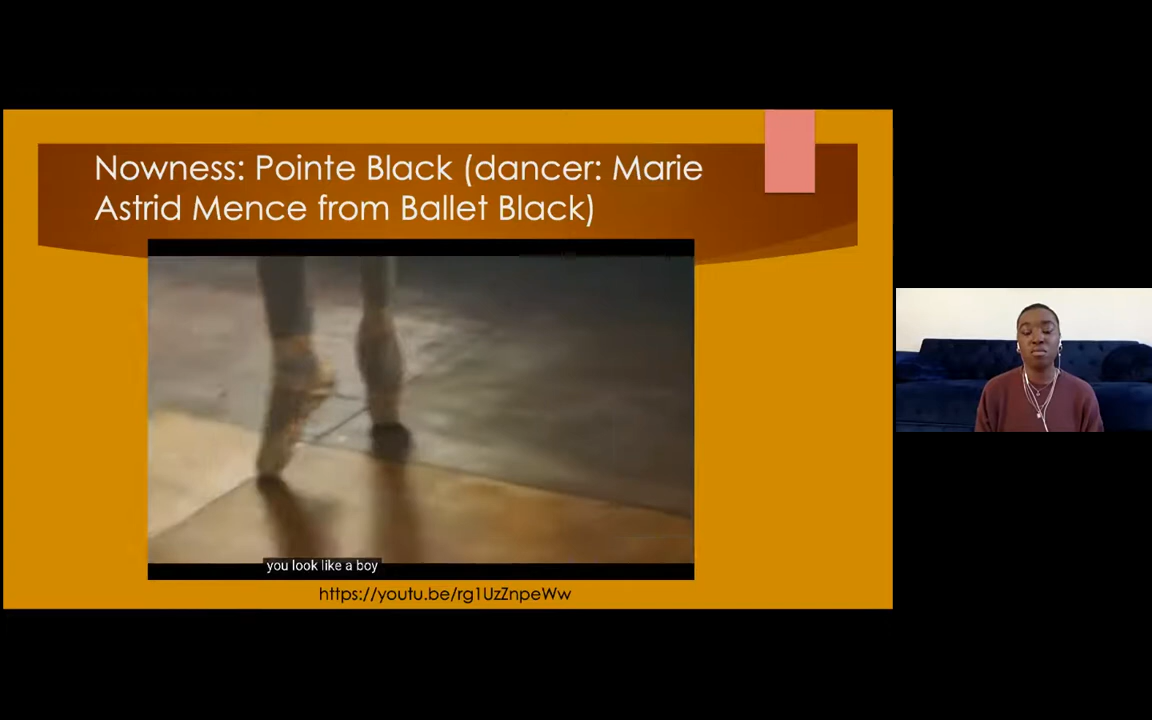 Nowness: Pointe Black (dancer: Marie
Astrid Mence from Ballet Black)
you look like a boy
https://youtu.be/rg1UzZnpeWw